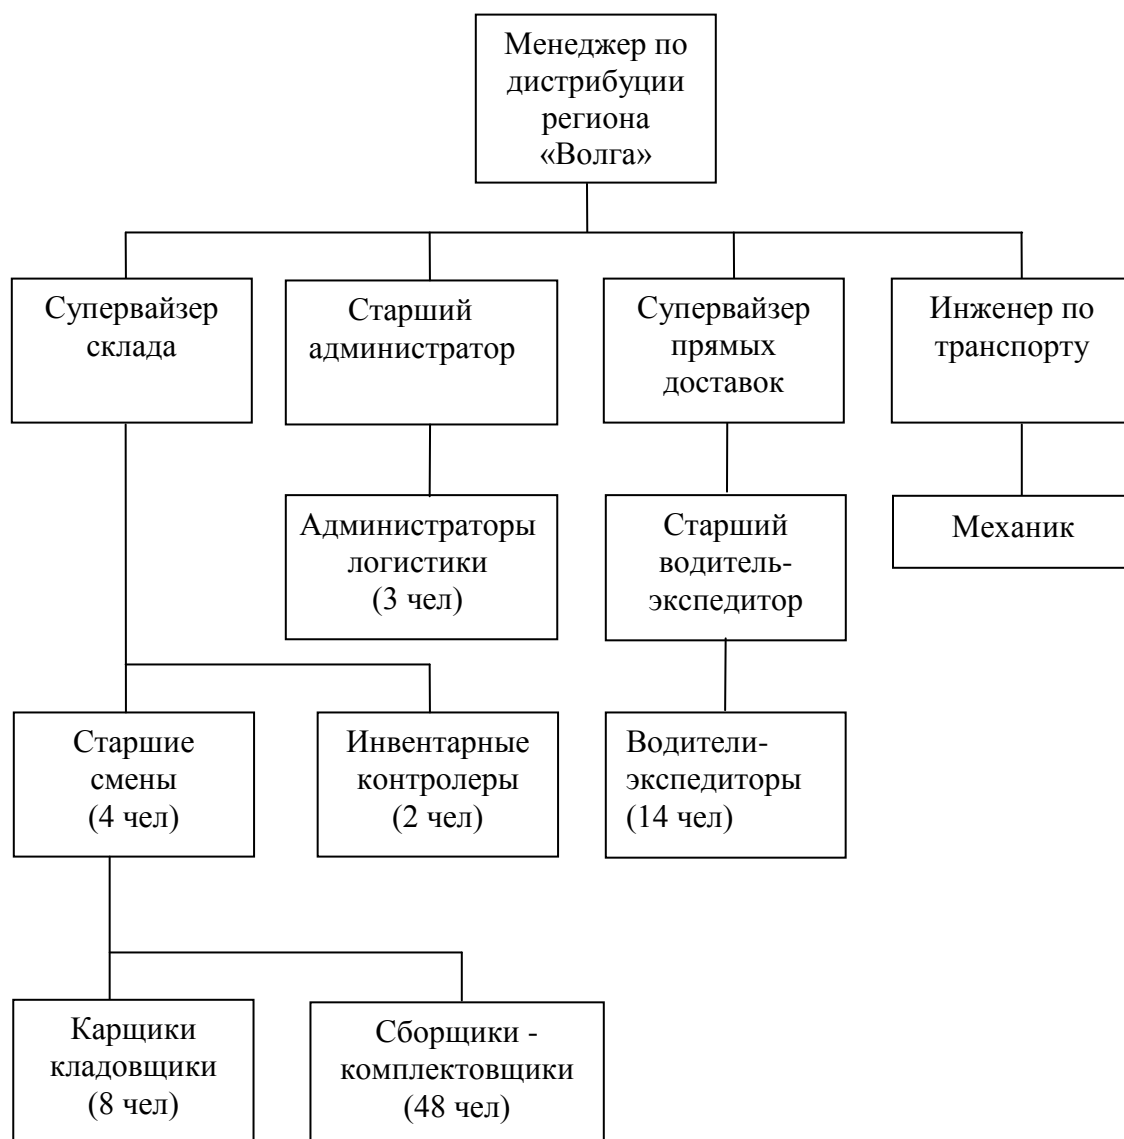 Менеджер по
дистрибуции
региона
«Волга»
Супервайзер
склада
Старший
администратор
Супервайзер
прямых
доставок
Инженер по
транспорту
Администраторы
логистики
(3 чел)
Старший
водитель-
экспедитор
Механик
Старшие
смены
(4 чел)
Инвентарные
контролеры
(2 чел)
Водители-
экспедиторы
(14 чел)
Карщики
кладовщики
(8 чел)
Сборщики -
комплектовщики
(48 чел)